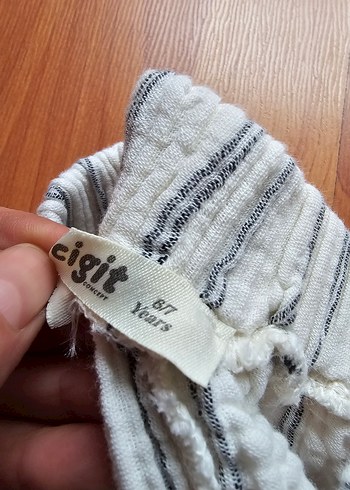 cigit
CONCEPT
6/7
Years